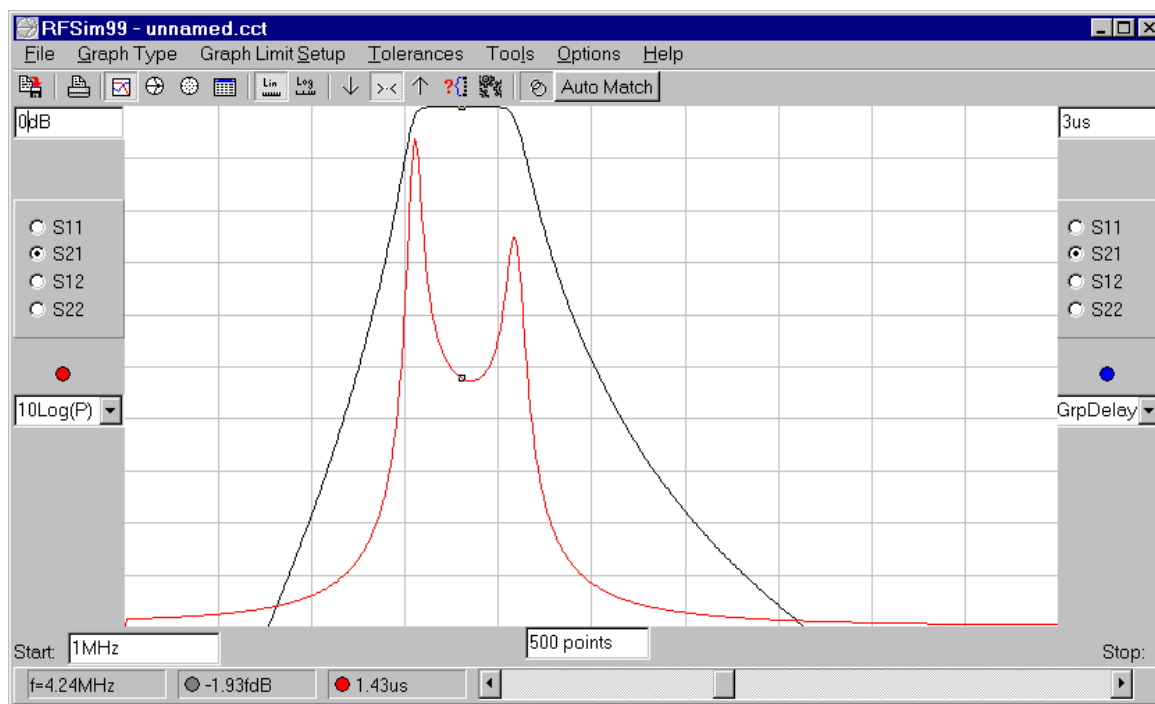 RFSim99 - unnamed.cct
File Graph Type Graph Limit Setup Tolerances Tools Options Help
Lin Log Auto Match
0dB
3us
S11
S21
S12
S22
S11
S21
S12
S22
10Log(P)
GrpDelay
Start: 1MHz
500 points
Stop:
f=4.24MHz
-1.93fdB
1.43us